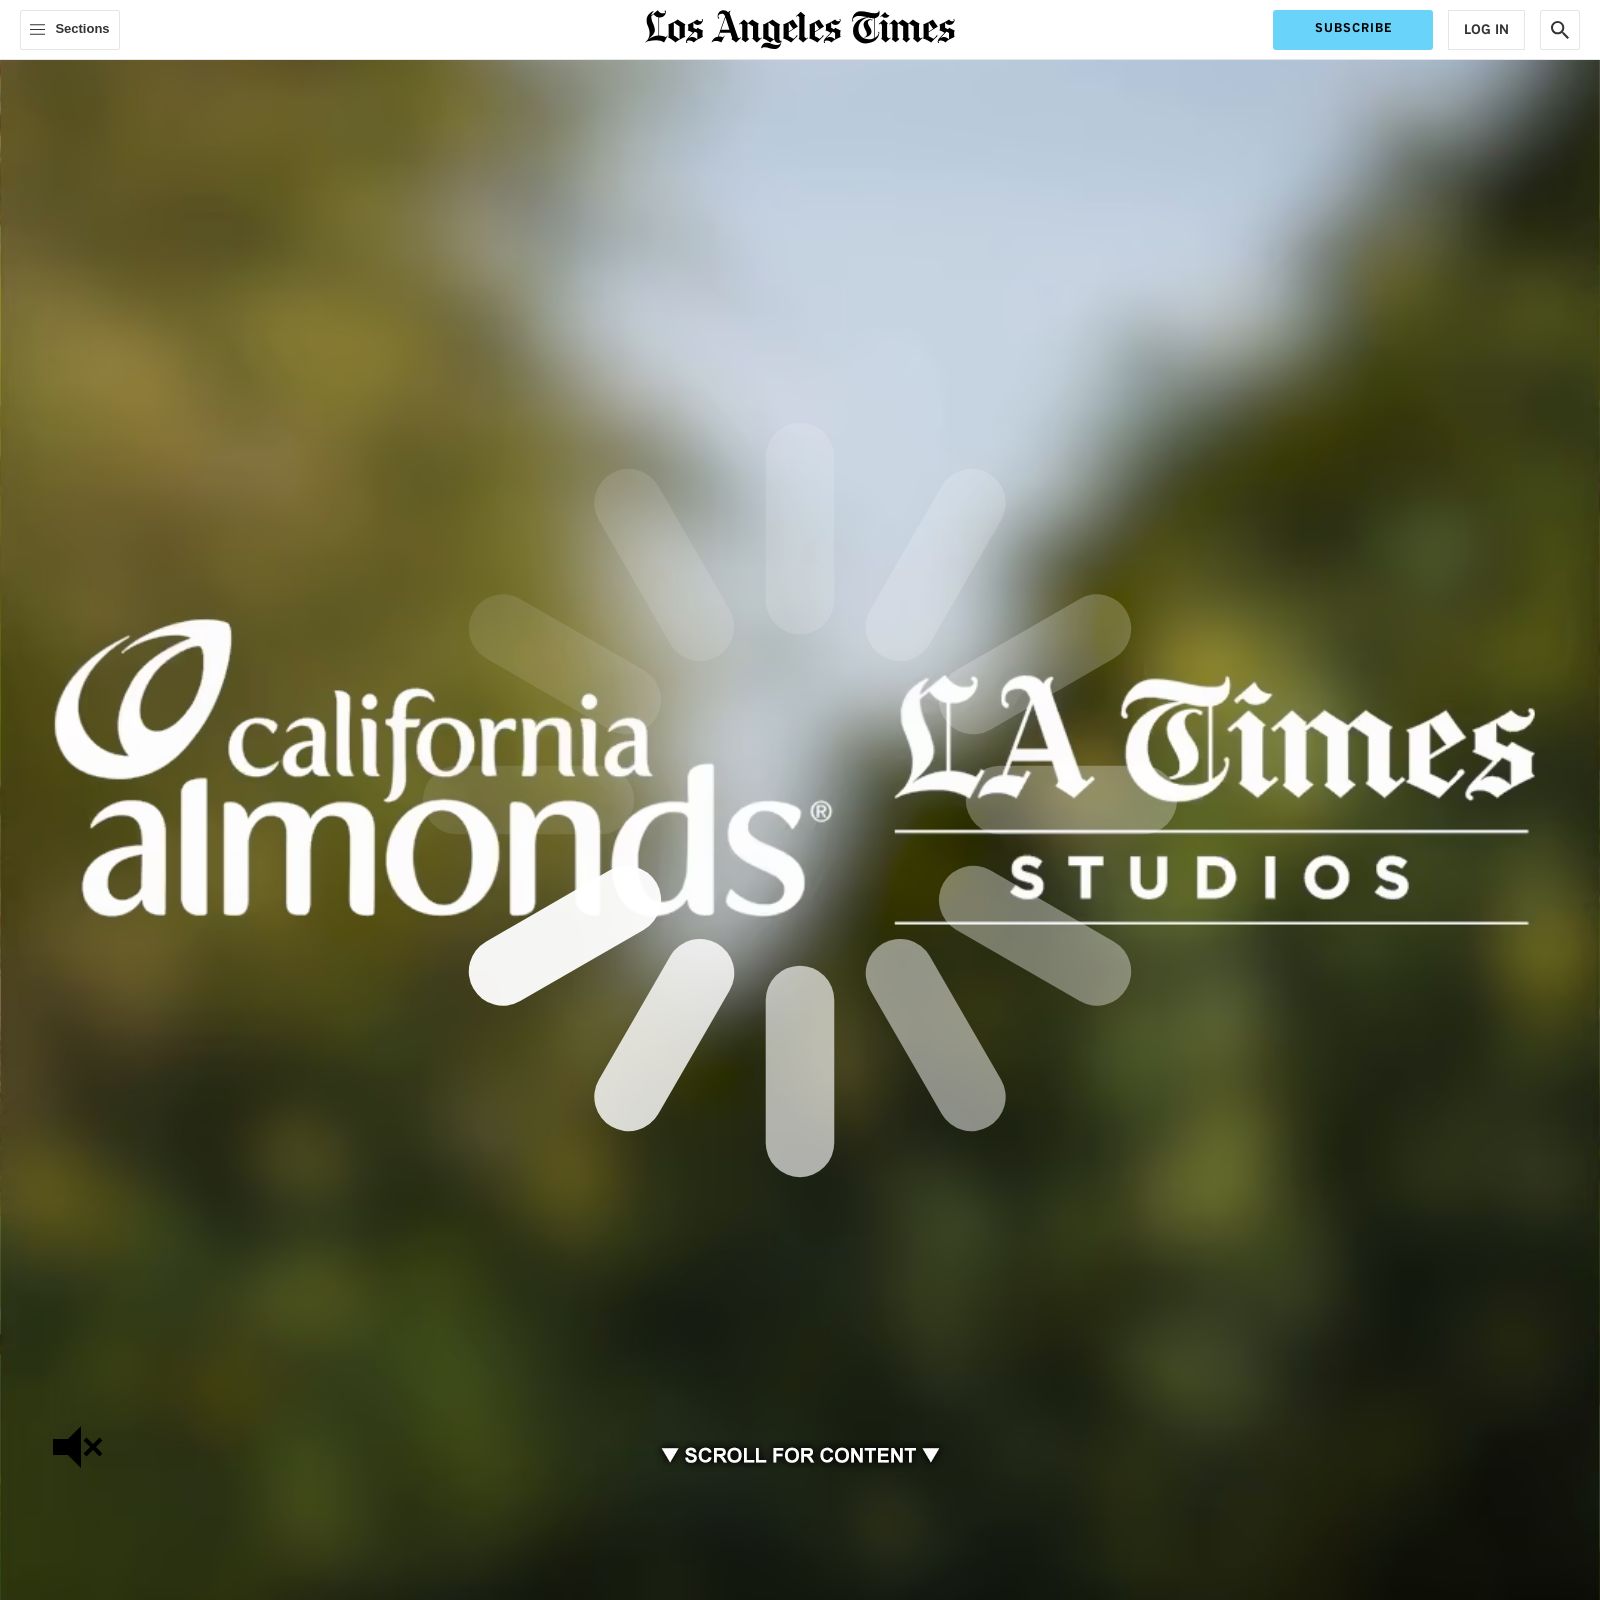 Sections
Los Angeles Times
SUBSCRIBE
LOG IN
california
almonds®
LA Times
STUDIOS
▼ SCROLL FOR CONTENT ▼